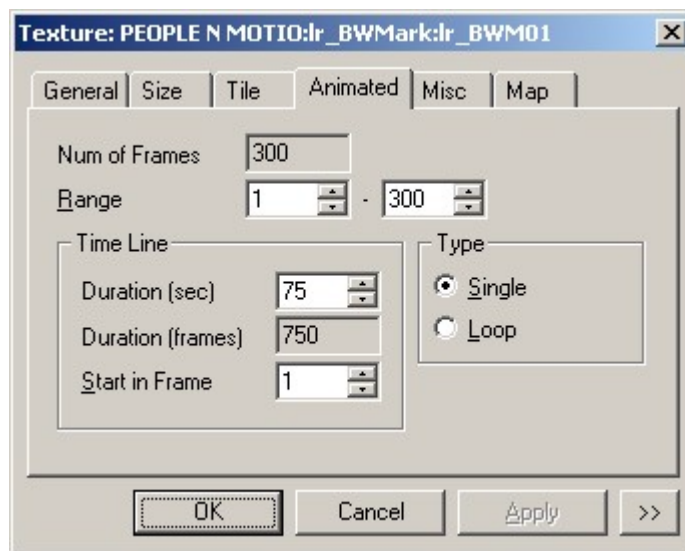 Texture: PEOPLE N MOTIO:lr_BWMark:lr_BWM01
General Size Tile Animated Misc Map
Num of Frames 300
Range 1 - 300
Time Line
Duration (sec) 75
Duration (frames) 750
Start in Frame 1
Type
Single
Loop
OK Cancel Apply >>